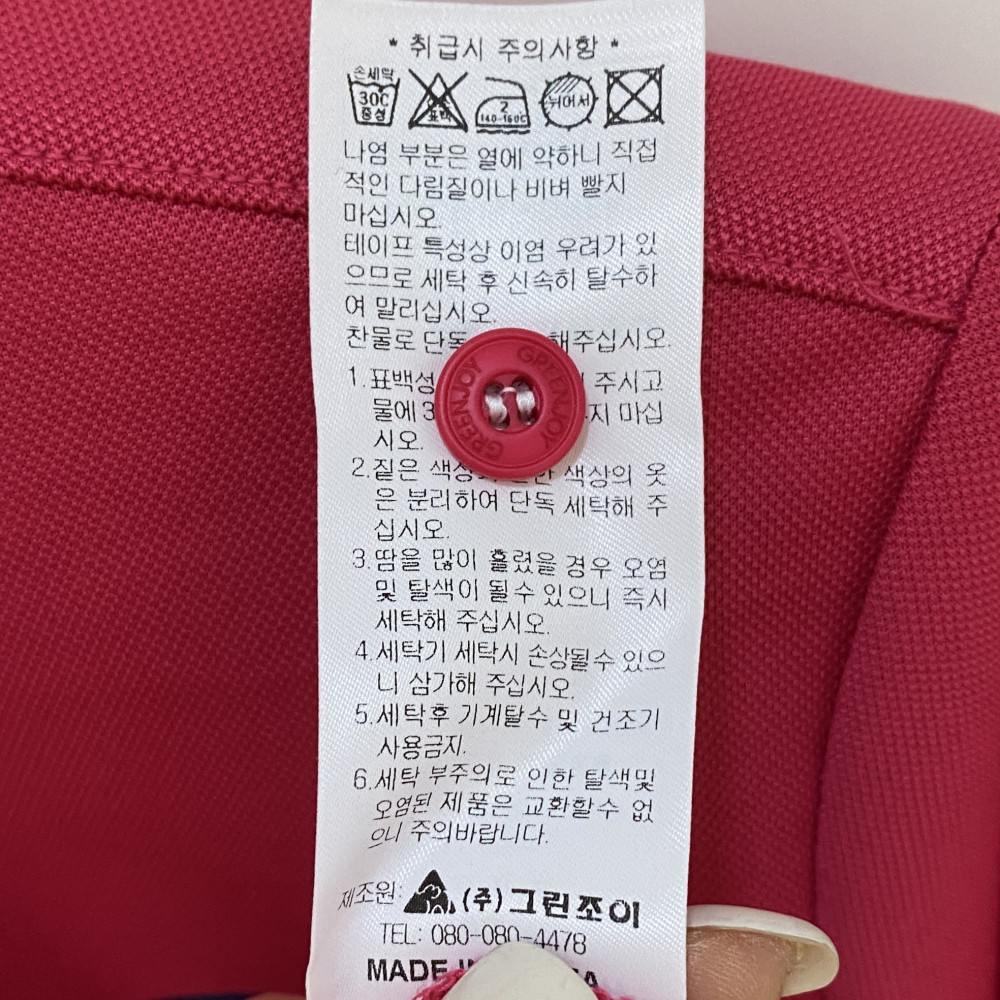 * 취급시 주의사항 *
손세탁 30C 중성 표백 2 140-160C 뉘어서
나염 부분은 열에 약하니 직접
적인 다림질이나 비벼 빨지
마십시오.
테이프 특성상 이염 우려가 있
으므로 세탁 후 신속히 탈수하
여 말리십시오.
찬물로 해주십시오.
GREENJOY GREENJOY
1.표백성 주시고
물에 마십
시오.
2.짙은 색상의 옷
은 분리하여 단독 세탁해 주
십시오.
3.땀을 많이 흘렸을 경우 오염
및 탈색이 될수 있으니 즉시
세탁해 주십시오.
4.세탁기 세탁시 손상될수 있으
니 삼가해 주십시오.
5.세탁후 기계탈수 및 건조기
사용금지.
6.세탁 부주의로 인한 탈색및
오염된 제품은 교환할수 없
으니 주의바랍니다.
제조원: (주)그린조이
TEL: 080-080-4478
MADE